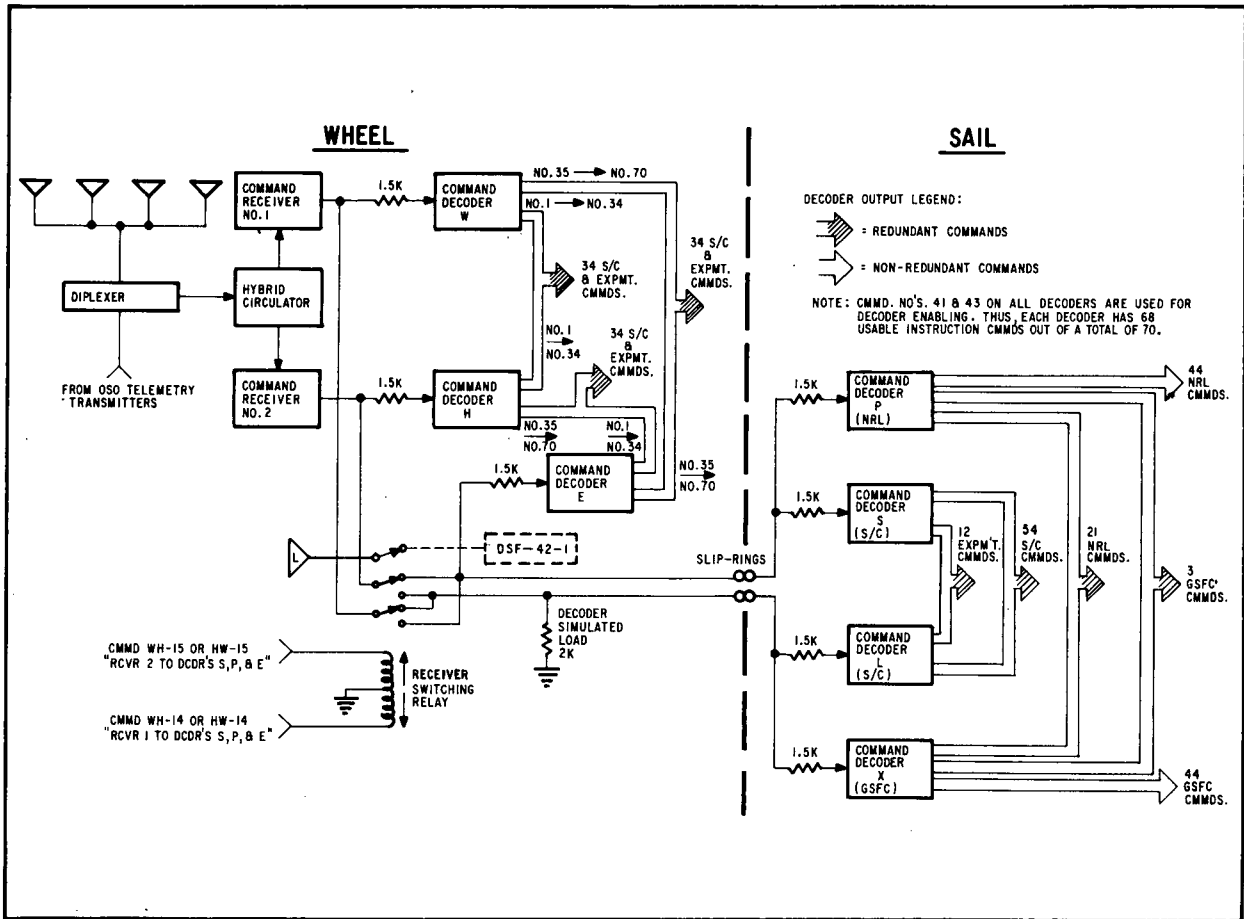 WHEEL
SAIL
COMMAND
RECEIVER
NO.1
1.5K
COMMAND
DECODER
W
NO.35 → NO.70
NO.1 → NO.34
HYBRID
CIRCULATOR
DIPLEXER
FROM OSO TELEMETRY
TRANSMITTERS
COMMAND
RECEIVER
NO.2
1.5K
COMMAND
DECODER
H
34 S/C
& EXPMT.
CMMDS.
34 S/C
&
EXPMT.
CMMDS.
NO.1
NO.34
34 S/C
&
EXPMT.
CMMDS.
NO.35
NO.70
NO.1
NO.34
1.5K
COMMAND
DECODER
E
NO.35
NO.70
L
DSF-42-1
SLIP-RINGS
DECODER
SIMULATED
LOAD
2K
CMMD WH-15 OR HW-15
"RCVR 2 TO DCDR'S S,P,& E"
RECEIVER
SWITCHING
RELAY
CMMD WH-14 OR HW-14
"RCVR 1 TO DCDR'S S,P,& E"
DECODER OUTPUT LEGEND:
= REDUNDANT COMMANDS
= NON-REDUNDANT COMMANDS
NOTE: CMMD. NO'S. 41 & 43 ON ALL DECODERS ARE USED FOR
DECODER ENABLING. THUS, EACH DECODER HAS 68
USABLE INSTRUCTION CMMDS OUT OF A TOTAL OF 70.
1.5K
COMMAND
DECODER
P
(NRL)
44
NRL
CMMDS.
1.5K
COMMAND
DECODER
S
(S/C)
12
EXPM'T.
CMMDS.
54
S/C
CMMDS.
21
NRL
CMMDS.
3
GSFC'
CMMDS.
1.5K
COMMAND
DECODER
L
(S/C)
1.5K
COMMAND
DECODER
X
(GSFC)
44
GSFC
CMMDS.